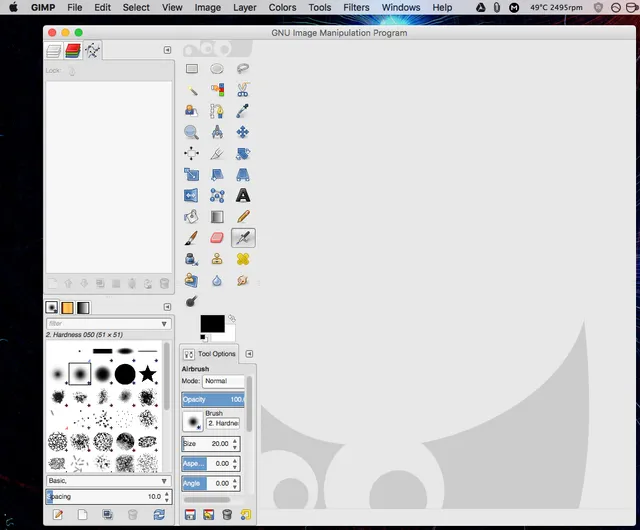 GIMP File Edit Select View Image Layer Colors Tools Filters Windows Help 49°C 2495rpm
GNU Image Manipulation Program
Lock:
filter
2. Hardness 050 (51 × 51)
Basic,
Spacing 10.0
Tool Options
Airbrush
Mode: Normal
Opacity 100.
Brush
2. Hardne
Size 20.00
Aspe... 0.00
Angle 0.00